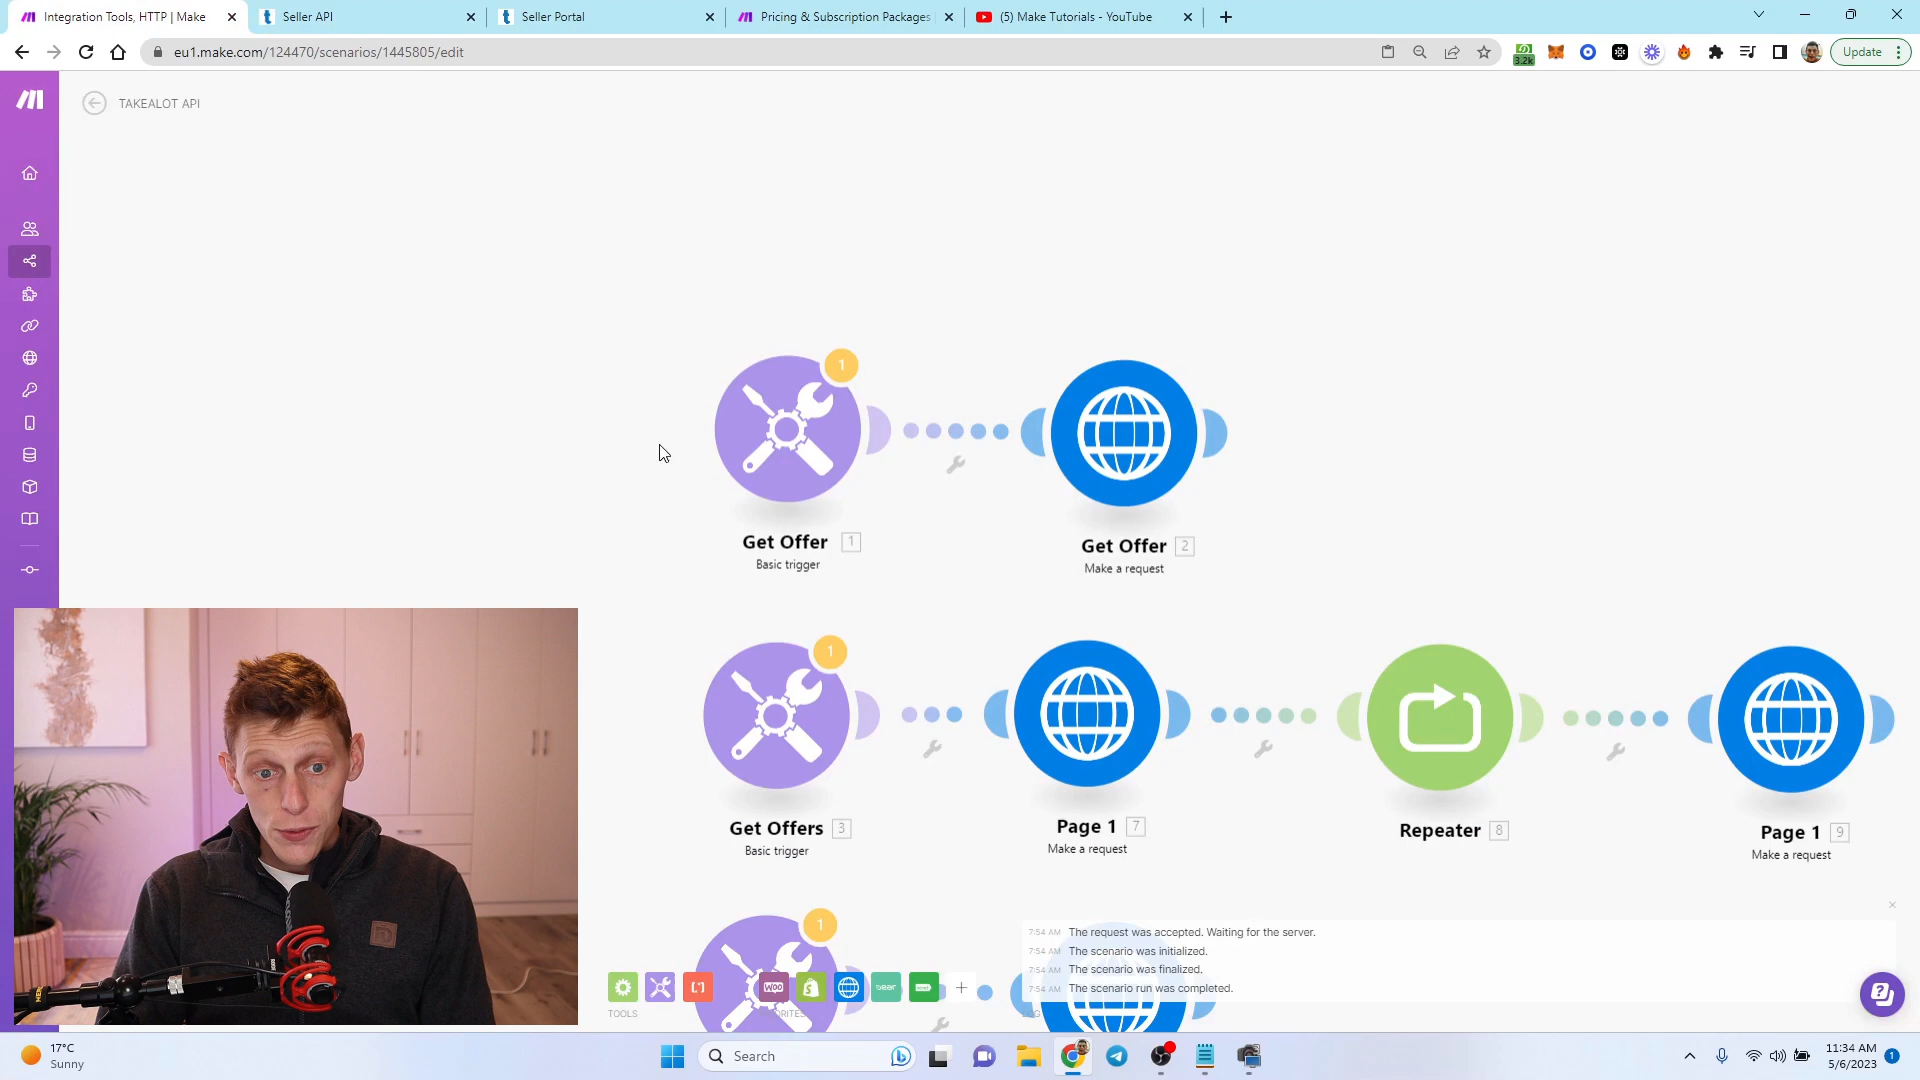 Integration Tools, HTTP | Make
Seller API
Seller Portal
Pricing & Subscription Packages
(5) Make Tutorials - YouTube
eu1.make.com/124470/scenarios/1445805/edit
3.2k
Update
TAKEALOT API
1
Get Offer 1
Basic trigger
Get Offer 2
Make a request
1
Get Offers 3
Basic trigger
Page 1 7
Make a request
Repeater 8
Page 1 9
Make a request
1
7:54 AM The request was accepted. Waiting for the server.
7:54 AM The scenario was initialized.
7:54 AM The scenario was finalized.
7:54 AM The scenario run was completed.
WOO
TOOLS
17°C
Sunny
Search
11:34 AM
5/6/2023
1